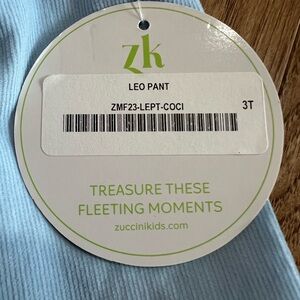 zk
LEO PANT
ZMF23-LEPT-COCI 3T
TREASURE THESE
FLEETING MOMENTS
zuccinikids.com